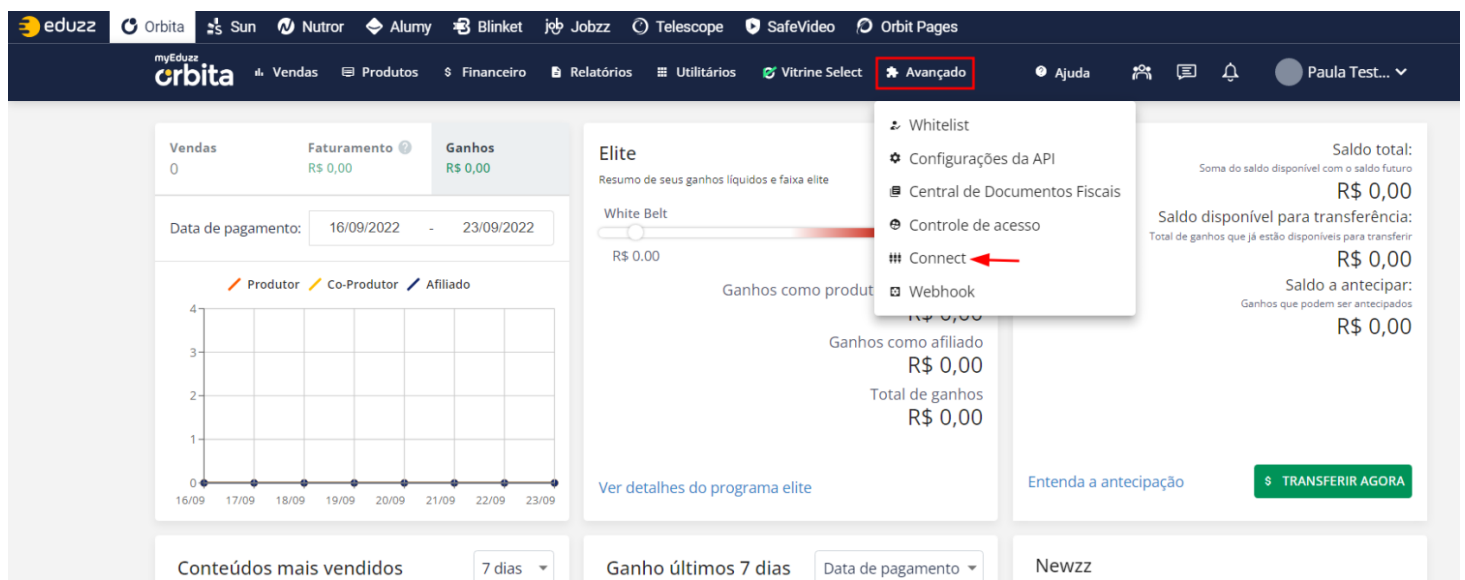 eduzz Orbita Sun Nutror Alumy Blinket jobzz Jobzz Telescope SafeVideo Orbit Pages
myEduzz
orbita Vendas Produtos $ Financeiro Relatórios Utilitários Vitrine Select Avançado Ajuda Paula Test...
Whitelist
Configurações da API
Central de Documentos Fiscais
Controle de acesso
Connect
Webhook
Vendas Faturamento Ganhos
0 R$ 0,00 R$ 0,00
Data de pagamento: 16/09/2022 - 23/09/2022
Produtor Co-Produtor Afiliado
4
3
2
1
0
16/09 17/09 18/09 19/09 20/09 21/09 22/09 23/09
Elite
Resumo de seus ganhos líquidos e faixa elite
White Belt
R$ 0.00
Ganhos como produt
R$ 0,00
Ganhos como afiliado
R$ 0,00
Total de ganhos
R$ 0,00
Ver detalhes do programa elite
Saldo total:
Soma do saldo disponível com o saldo futuro
R$ 0,00
Saldo disponível para transferência:
Total de ganhos que já estão disponíveis para transferir
R$ 0,00
Saldo a antecipar:
Ganhos que podem ser antecipados
R$ 0,00
Entenda a antecipação $ TRANSFERIR AGORA
Conteúdos mais vendidos 7 dias
Ganho últimos 7 dias Data de pagamento
Newzz